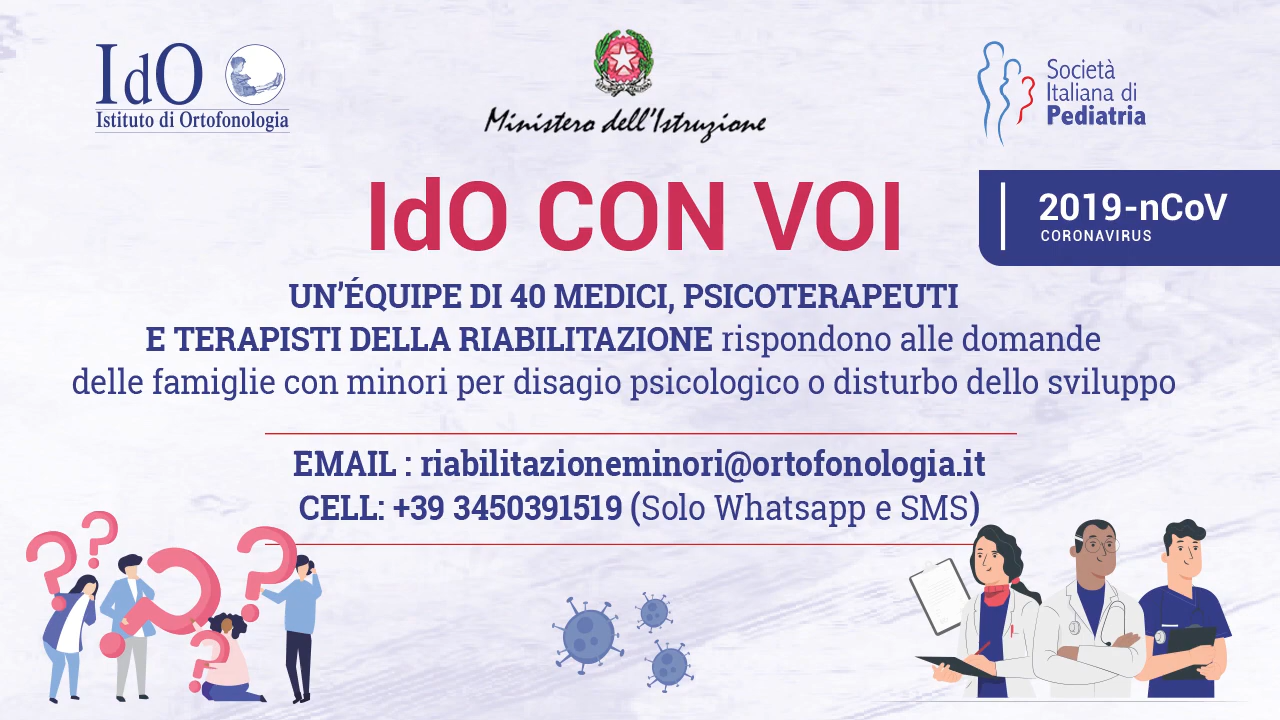 IdO
Istituto di Ortofonologia
Ministero dell'Istruzione
Società
Italiana di
Pediatria
IdO CON VOI
2019-nCoV
CORONAVIRUS
UN'ÉQUIPE DI 40 MEDICI, PSICOTERAPEUTI
E TERAPISTI DELLA RIABILITAZIONE rispondono alle domande
delle famiglie con minori per disagio psicologico o disturbo dello sviluppo
EMAIL : riabilitazioneminori@ortofonologia.it
CELL: +39 3450391519 (Solo Whatsapp e SMS)